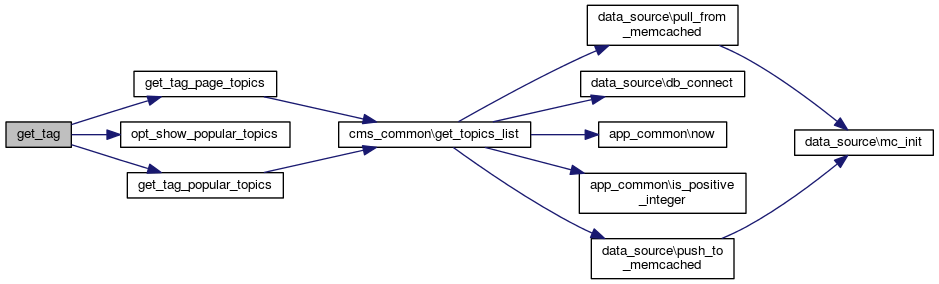 get_tag
get_tag_page_topics
opt_show_popular_topics
get_tag_popular_topics
cms_common\get_topics_list
data_source\pull_from
_memcached
data_source\db_connect
app_common\now
app_common\is_positive
_integer
data_source\push_to
_memcached
data_source\mc_init